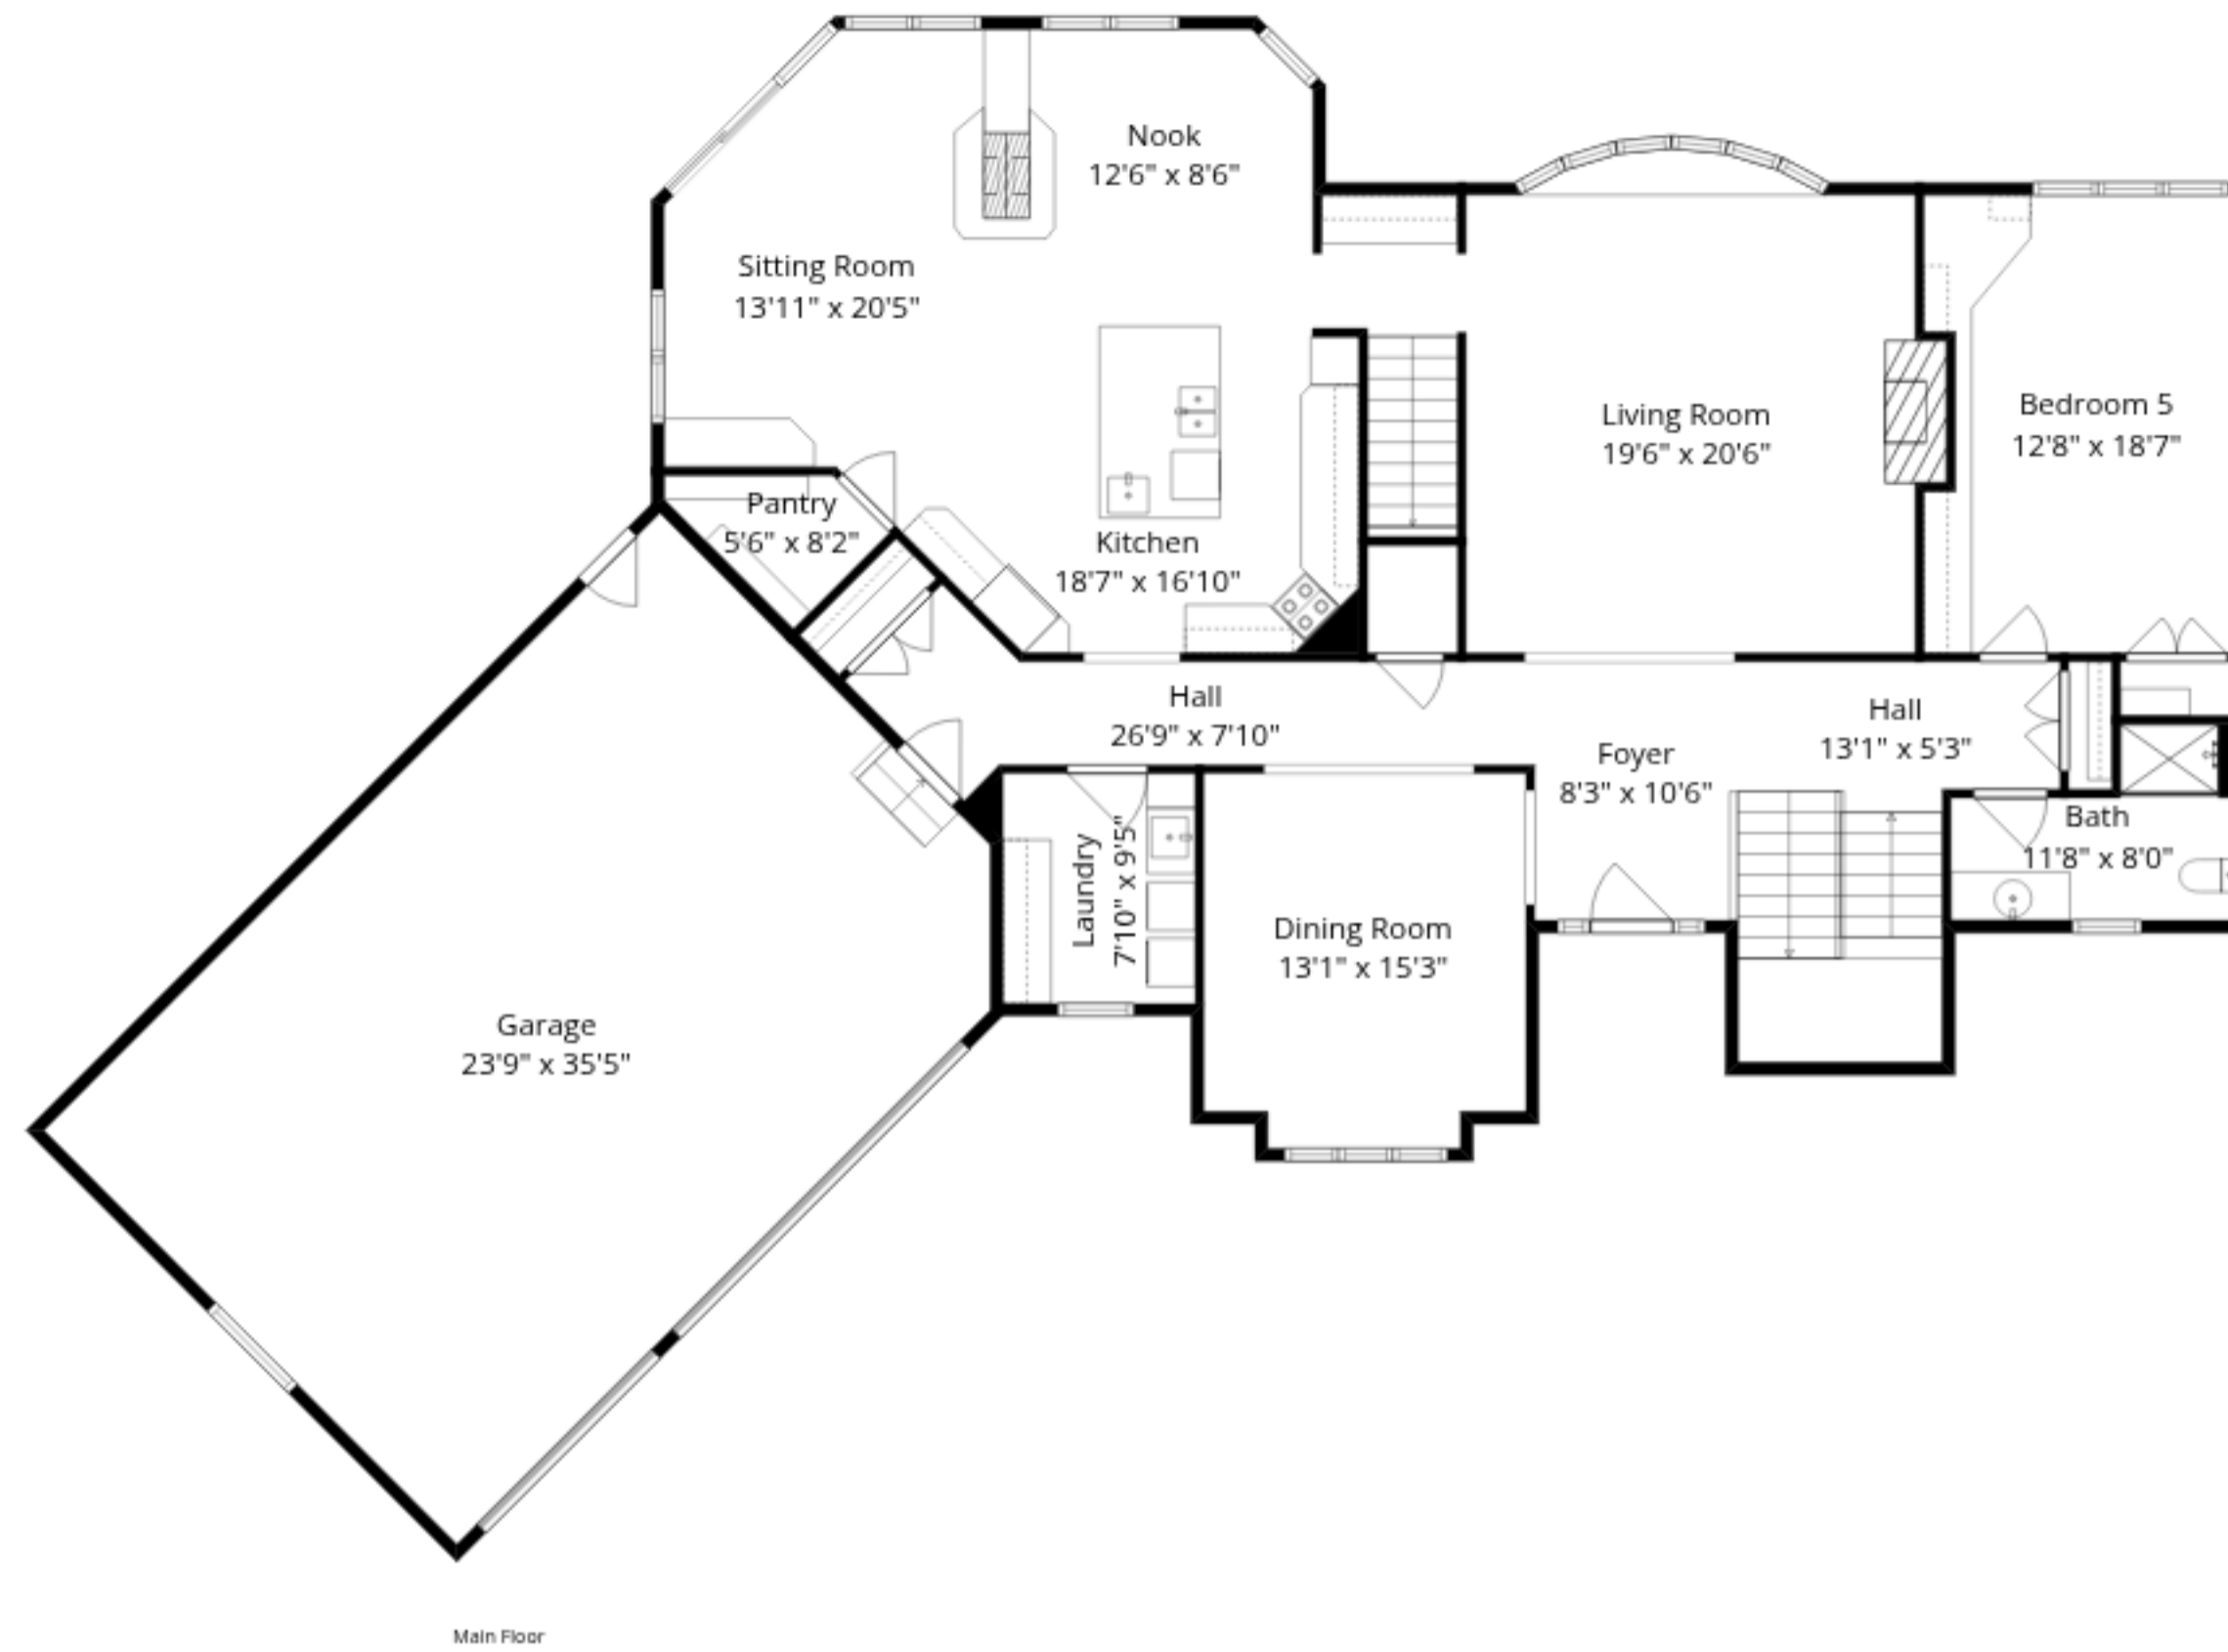 Nook
12'6" x 8'6"
Sitting Room
13'11" x 20'5"
Living Room
19'6" x 20'6"
Bedroom 5
12'8" x 18'7"
Pantry
5'6" x 8'2"
Kitchen
18'7" x 16'10"
Hall
26'9" x 7'10"
Foyer
8'3" x 10'6"
Hall
13'1" x 5'3"
Bath
11'8" x 8'0"
Laundry
7'10" x 9'5"
Dining Room
13'1" x 15'3"
Garage
23'9" x 35'5"
Main Floor